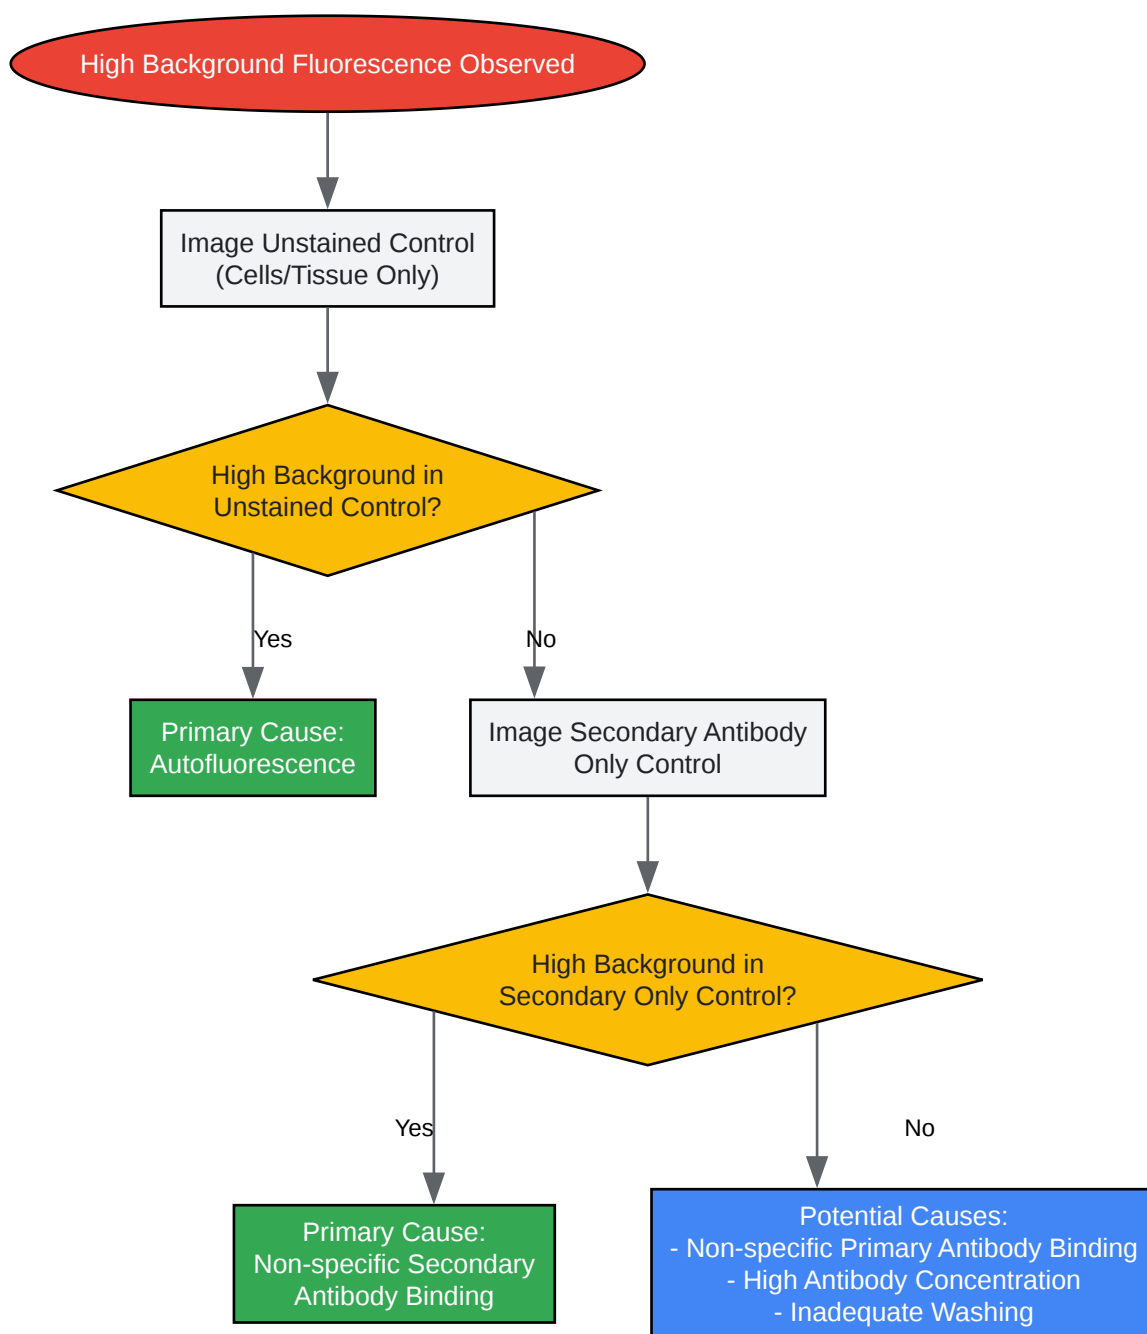 High Background Fluorescence Observed
Image Unstained Control
(Cells/Tissue Only)
High Background in
Unstained Control?
Yes
No
Primary Cause:
Autofluorescence
Image Secondary Antibody
Only Control
High Background in
Secondary Only Control?
Yes
No
Primary Cause:
Non-specific Secondary
Antibody Binding
Potential Causes:
- Non-specific Primary Antibody Binding
- High Antibody Concentration
- Inadequate Washing